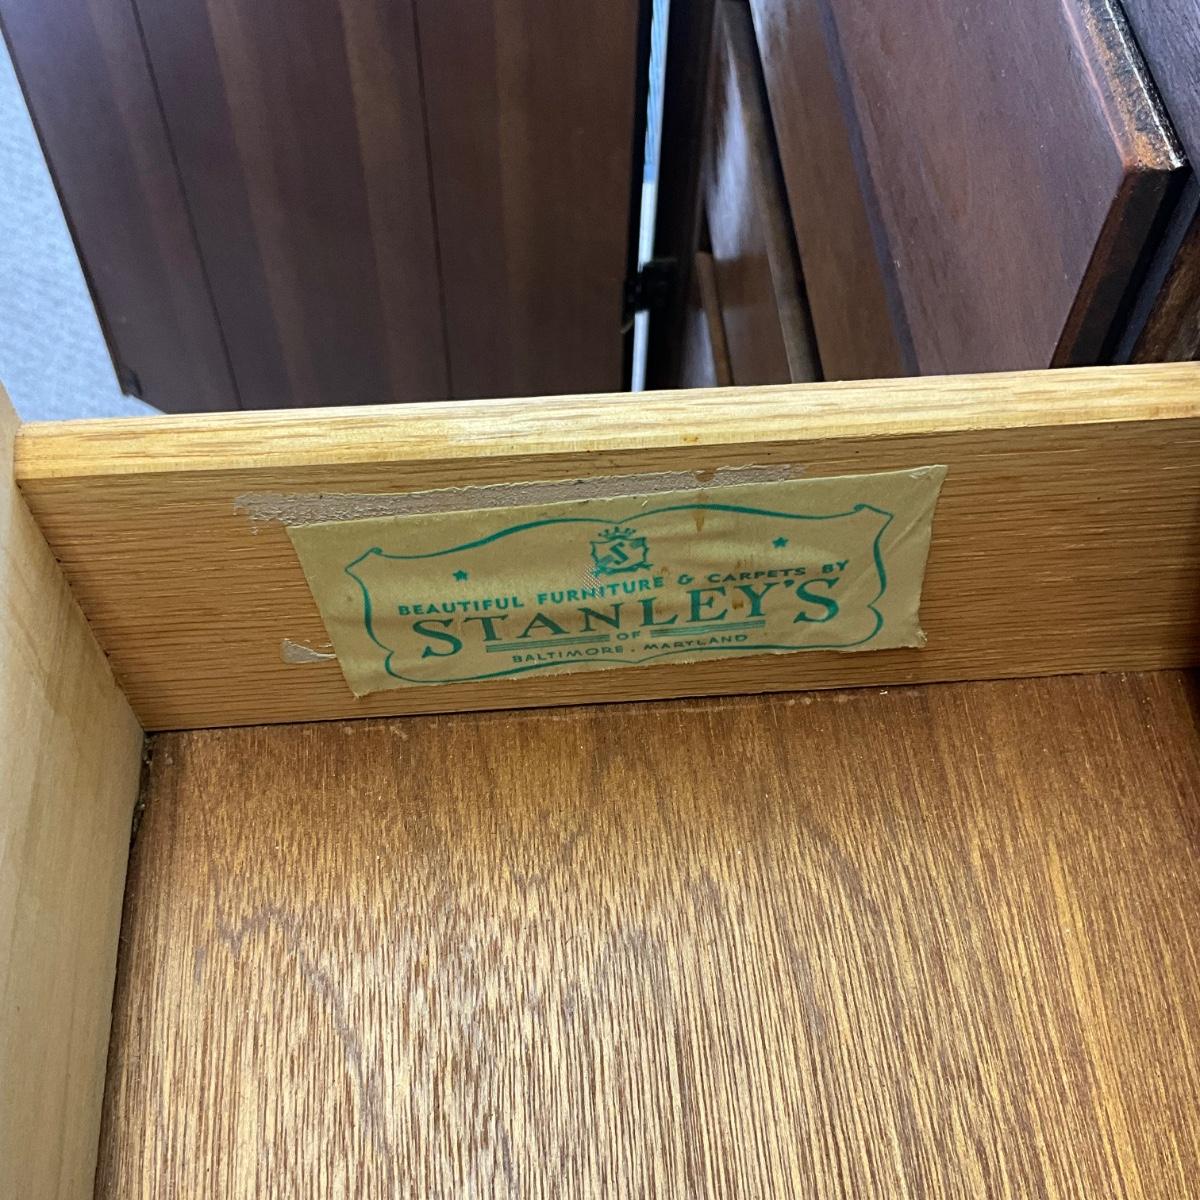 S
BEAUTIFUL FURNITURE & CARPETS BY
STANLEY'S
OF
BALTIMORE . MARYLAND